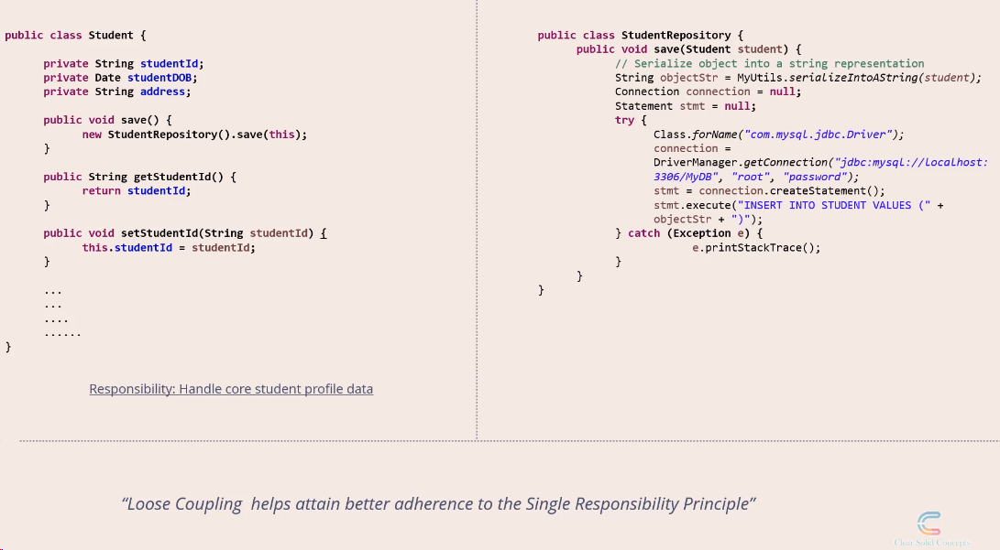 public class Student {
private String studentId;
private Date studentDOB;
private String address;
public void save() {
new StudentRepository().save(this);
}
public String getStudentId() {
return studentId;
}
public void setStudentId(String studentId) {
this.studentId = studentId;
}
...
...
....
......
}
Responsibility: Handle core student profile data
public class StudentRepository {
public void save(Student student) {
// Serialize object into a string representation
String objectStr = MyUtils.serializeIntoAString(student);
Connection connection = null;
Statement stmt = null;
try {
Class.forName("com.mysql.jdbc.Driver");
connection =
DriverManager.getConnection("jdbc:mysql://localhost:
3306/MyDB", "root", "password");
stmt = connection.createStatement();
stmt.execute("INSERT INTO STUDENT VALUES (" +
objectStr + ")");
} catch (Exception e) {
e.printStackTrace();
}
}
}
“Loose Coupling helps attain better adherence to the Single Responsibility Principle”
Clear Solid Concepts